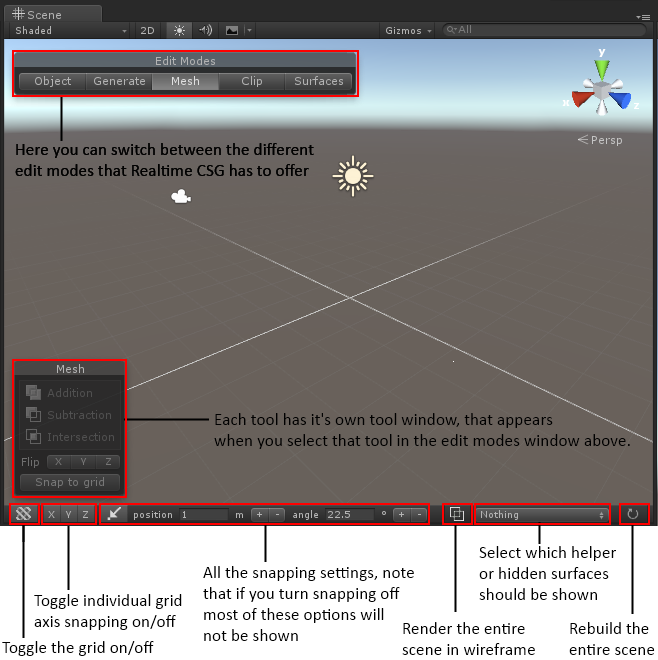 Scene
Shaded 2D Gizmos All
Edit Modes
Object Generate Mesh Clip Surfaces
y
x z
Persp
Here you can switch between the different
edit modes that Realtime CSG has to offer
Mesh
Addition
Subtraction
Intersection
Flip X Y Z
Snap to grid
Each tool has it's own tool window, that appears
when you select that tool in the edit modes window above.
X Y Z position 1 m + - angle 22.5 ° + - Nothing
Toggle the grid on/off
Toggle individual grid
axis snapping on/off
All the snapping settings, note
that if you turn snapping off
most of these options will
not be shown
Render the entire
scene in wireframe
Select which helper
or hidden surfaces
should be shown
Rebuild the
entire scene